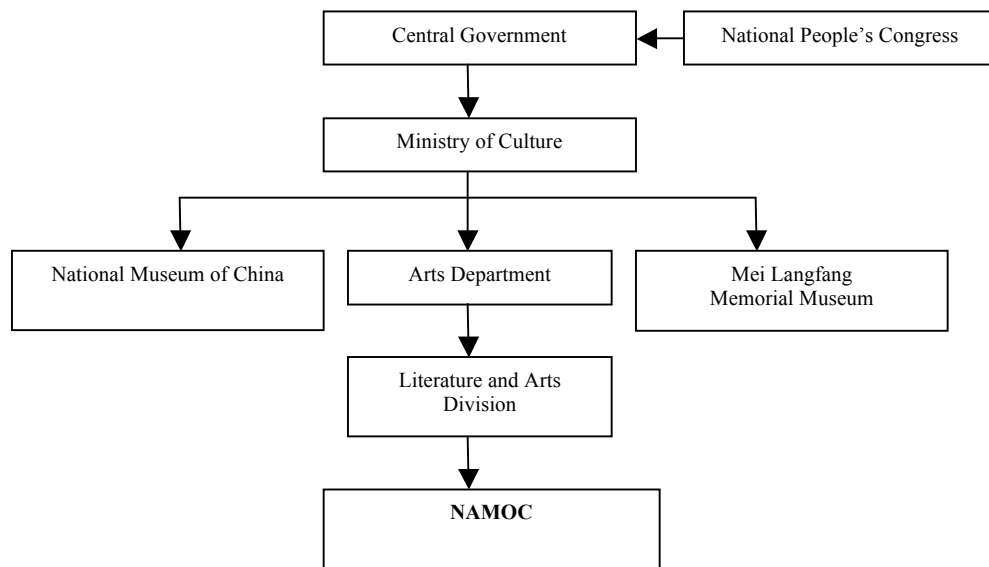 Central Government
National People’s Congress
Ministry of Culture
National Museum of China
Arts Department
Mei Langfang
Memorial Museum
Literature and Arts
Division
NAMOC